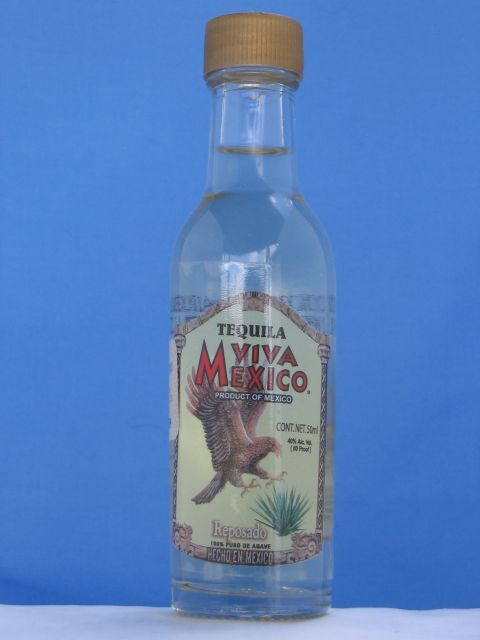 TEQUILA
VIVA
MEXICO
PRODUCT OF MEXICO
CONT. NET. 50ml
40% Alc. Vol.
( 80 Proof )
Reposado
100% PURO DE AGAVE
HECHO EN MEXICO